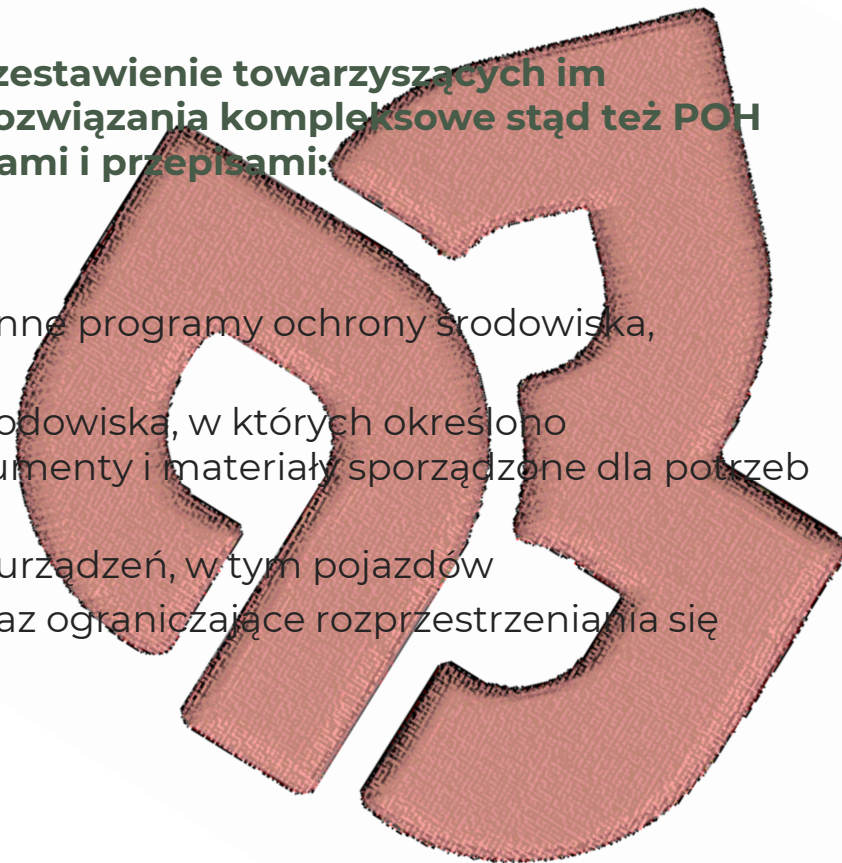 zestawienie towarzyszących im
ozwiązania kompleksowe stąd też POH
ami i przepisami:
nne programy ochrony środowiska,
odowiska, w których określono
umenty i materiały sporządzone dla potrzeb
urządzeń, w tym pojazdów
az ograniczające rozprzestrzeniania się